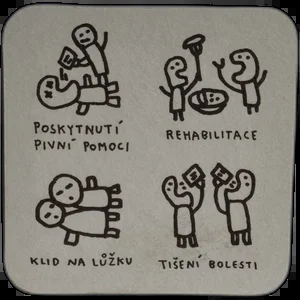 POSKYTNUTÍ
PIVNÍ POMOCI
REHABILITACE
KLID NA LŮŽKU
TIŠENÍ BOLESTI